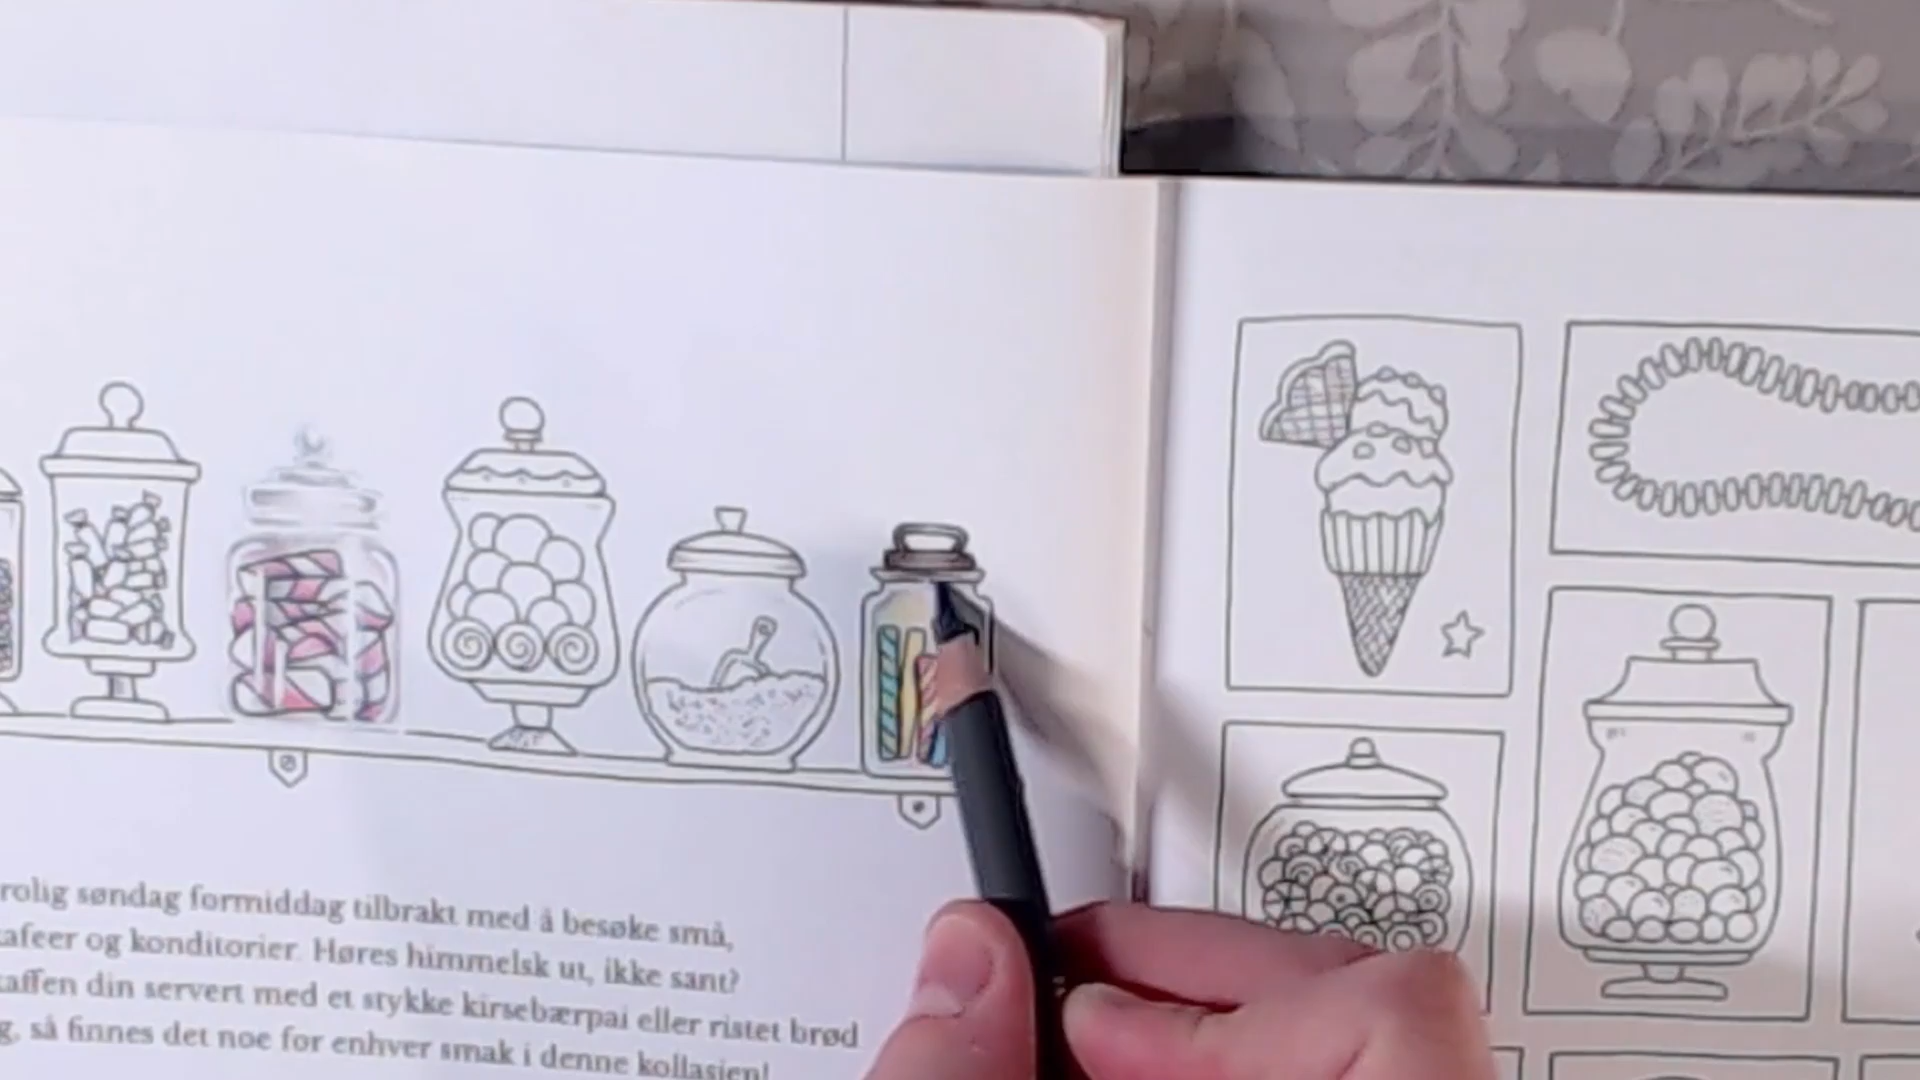 rolig søndag formiddag tilbrakt med å besøke små,
kafeer og konditorier. Høres himmelsk ut, ikke sant?
kaffen din servert med et stykke kirsebærpai eller ristet brød
g, så finnes det noe for enhver smak i denne kollasjen!